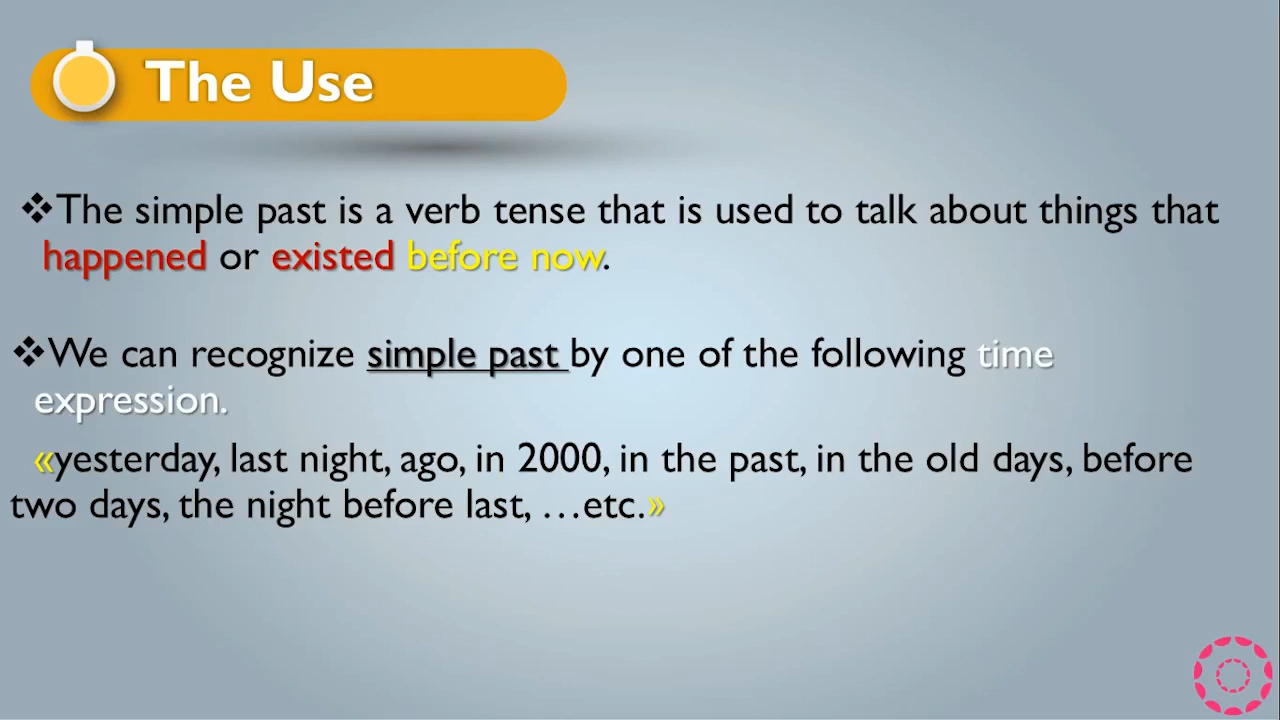 The Use
❖The simple past is a verb tense that is used to talk about things that
happened or existed before now.
❖We can recognize simple past by one of the following time
expression.
«yesterday, last night, ago, in 2000, in the past, in the old days, before
two days, the night before last, …etc.»